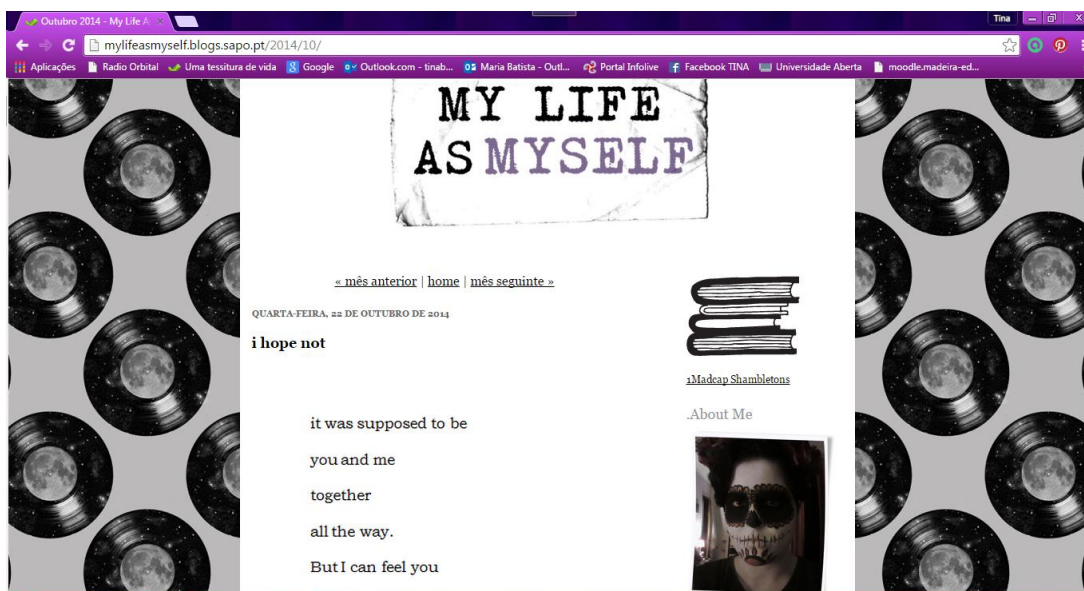 Outubro 2014 - My Life A
Tina
mylifeasmyself.blogs.sapo.pt/2014/10/
Aplicações Radio Orbital Uma tessitura de vida Google Outlook.com - tinab... Maria Batista - Outl... Portal Infolive Facebook TINA Universidade Aberta moodle.madeira-ed...
MY LIFE
AS MYSELF
« mês anterior | home | mês seguinte »
QUARTA-FEIRA, 22 DE OUTUBRO DE 2014
i hope not
it was supposed to be
you and me
together
all the way.
But I can feel you
1Madcap Shambletons
.About Me